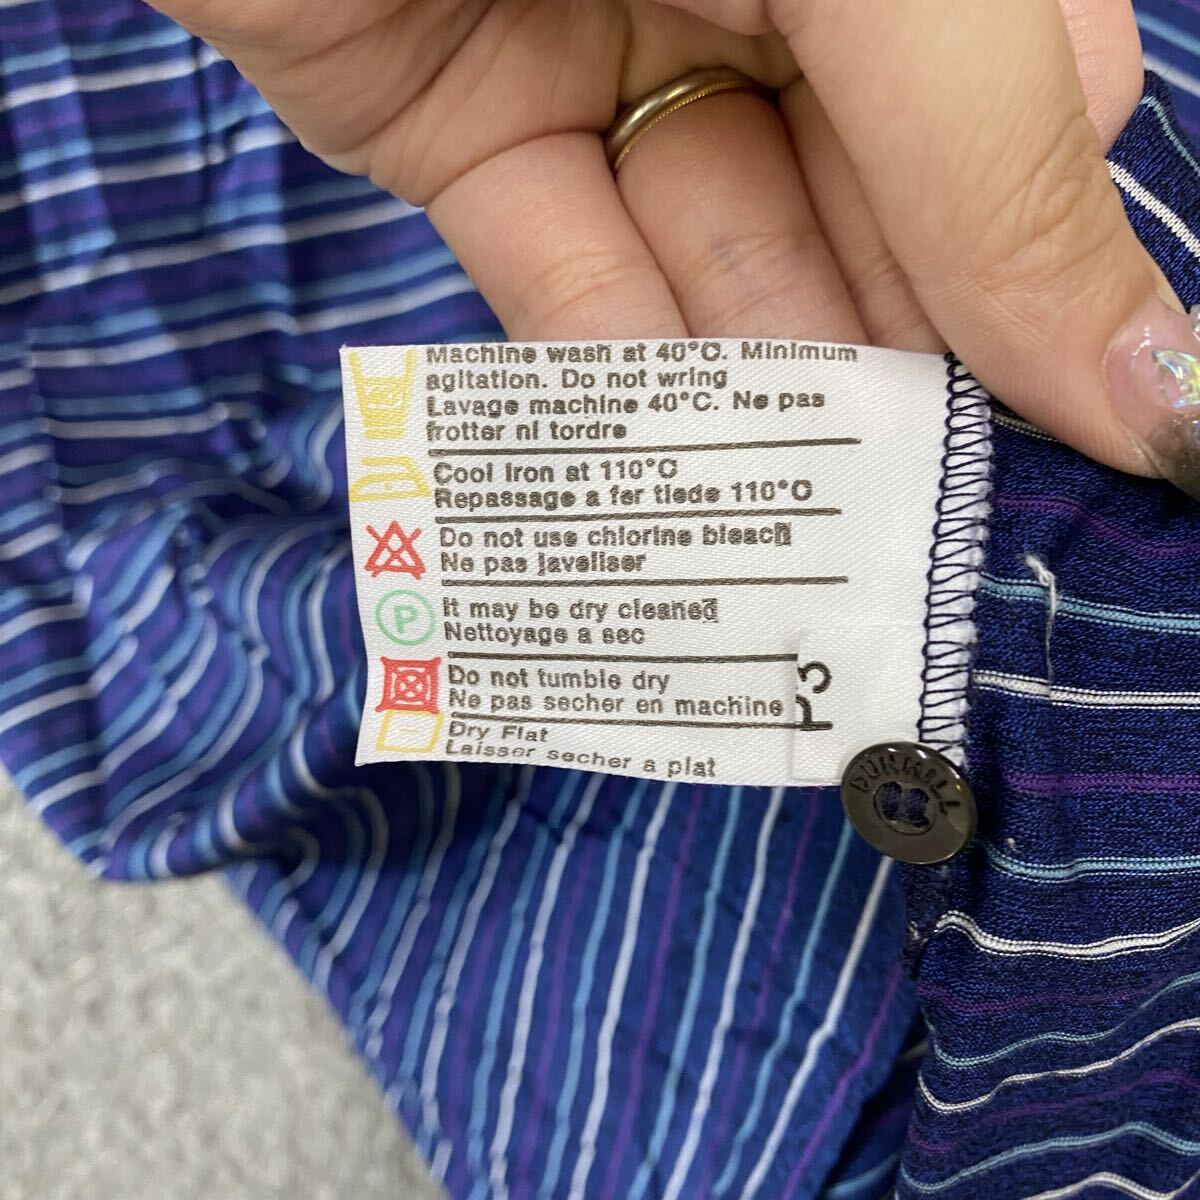 Machine wash at 40°C. Minimum
agitation. Do not wring
Lavage machine 40°C. Ne pas
frotter ni tordre
Cool Iron at 110°C
Repassage a fer tiede 110°C
Do not use chlorine bleach
Ne pas javeliser
P
It may be dry cleaned
Nettoyage a sec
Do not tumble dry
Ne pas secher en machine
Dry Flat
Laisser secher a plat
P3
DUNHILL